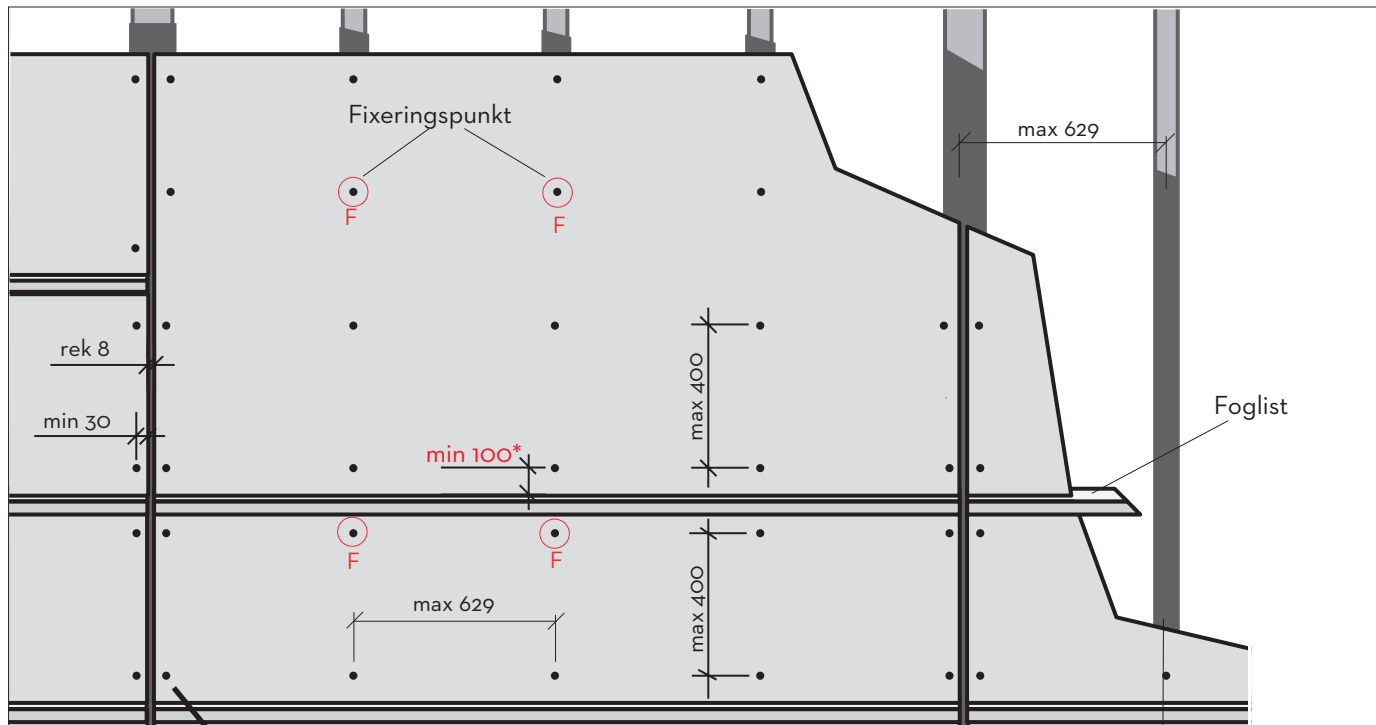 Fixeringspunkt
max 629
F
F
rek 8
max 400
Foglist
min 30
min 100*
F
F
max 629
max 400